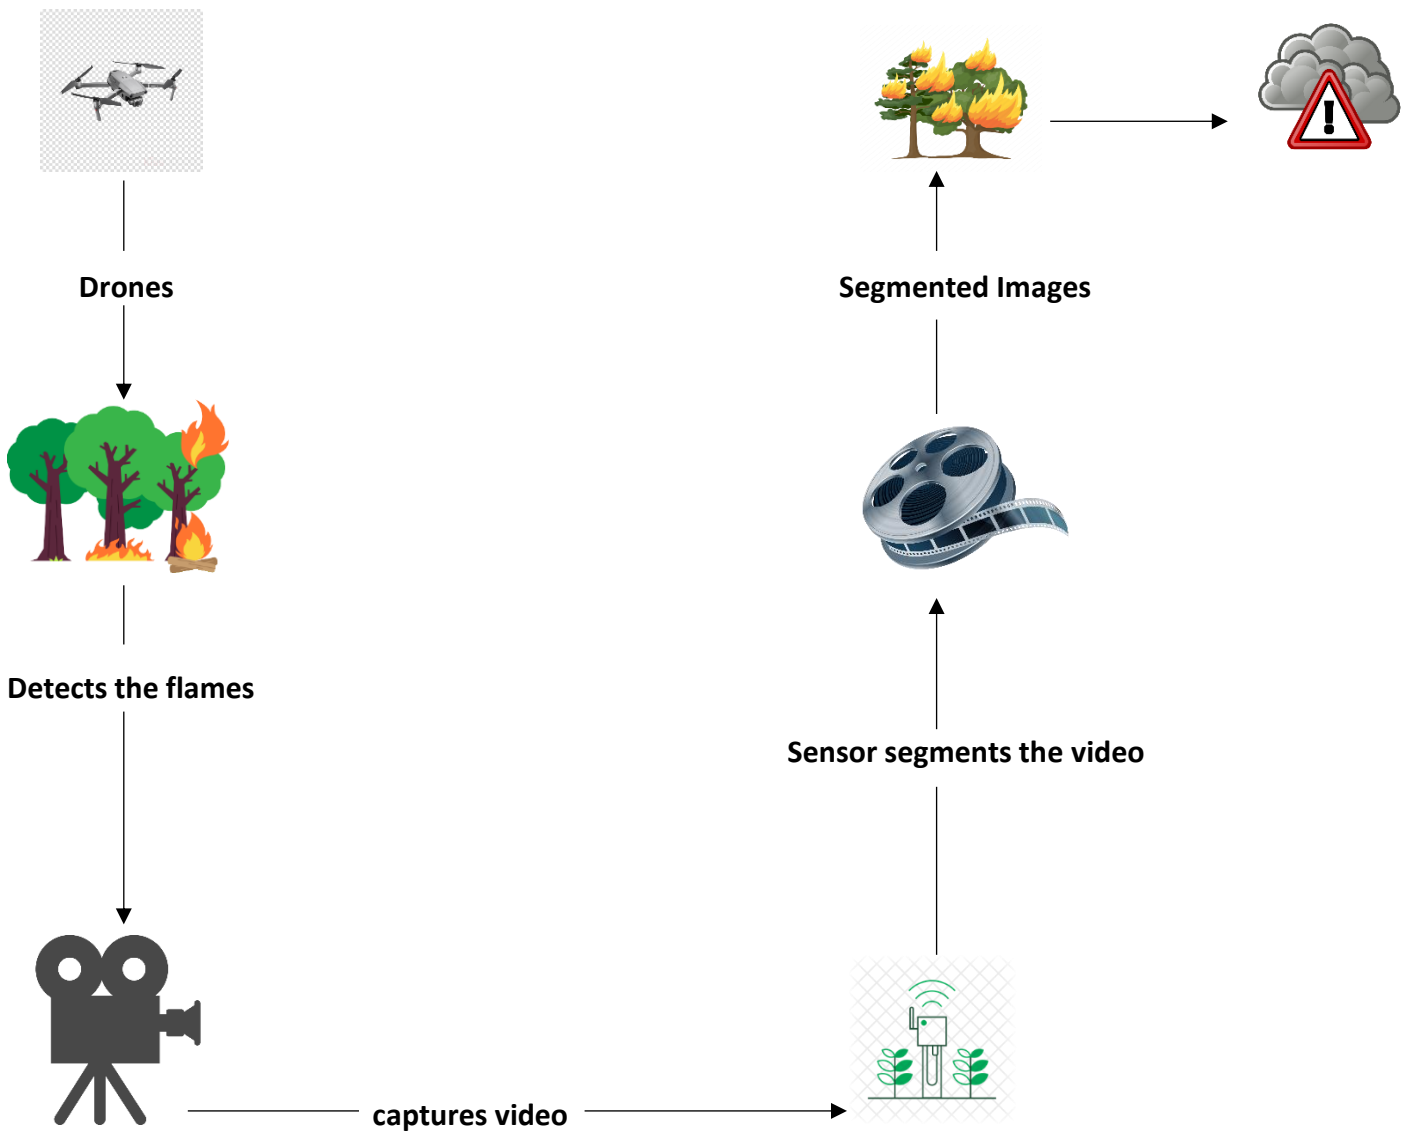 Drones
Segmented Images
Detects the flames
Sensor segments the video
captures video